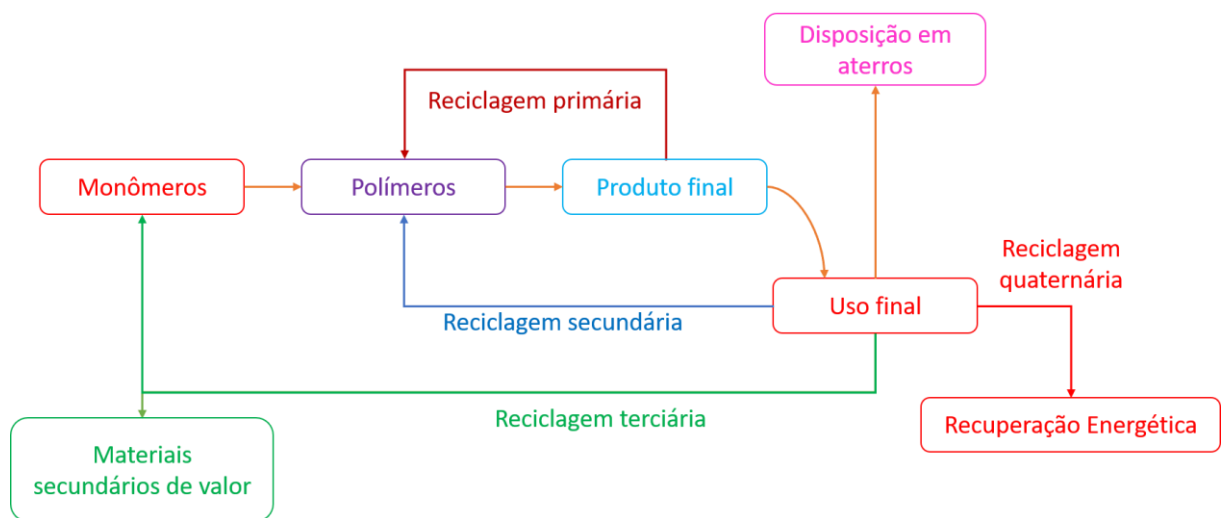 Disposição em
aterros
Reciclagem primária
Monômeros
Polímeros
Produto final
Reciclagem
quaternária
Uso final
Reciclagem secundária
Reciclagem terciária
Recuperação Energética
Materiais
secundários de valor